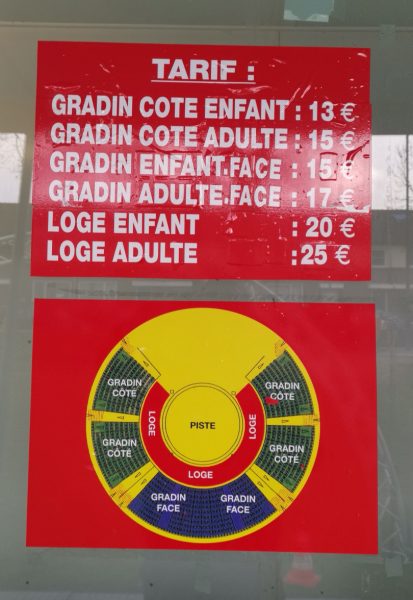 TARIF :
GRADIN COTE ENFANT : 13 €
GRADIN COTE ADULTE : 15 €
GRADIN ENFANT.FACE : 15 €
GRADIN ADULTE.FACE : 17 €
LOGE ENFANT : 20 €
LOGE ADULTE : 25 €
GRADIN CÔTÉ
GRADIN CÔTÉ
LOGE
PISTE
LOGE
GRADIN CÔTÉ
GRADIN CÔTÉ
LOGE
GRADIN FACE
GRADIN FACE